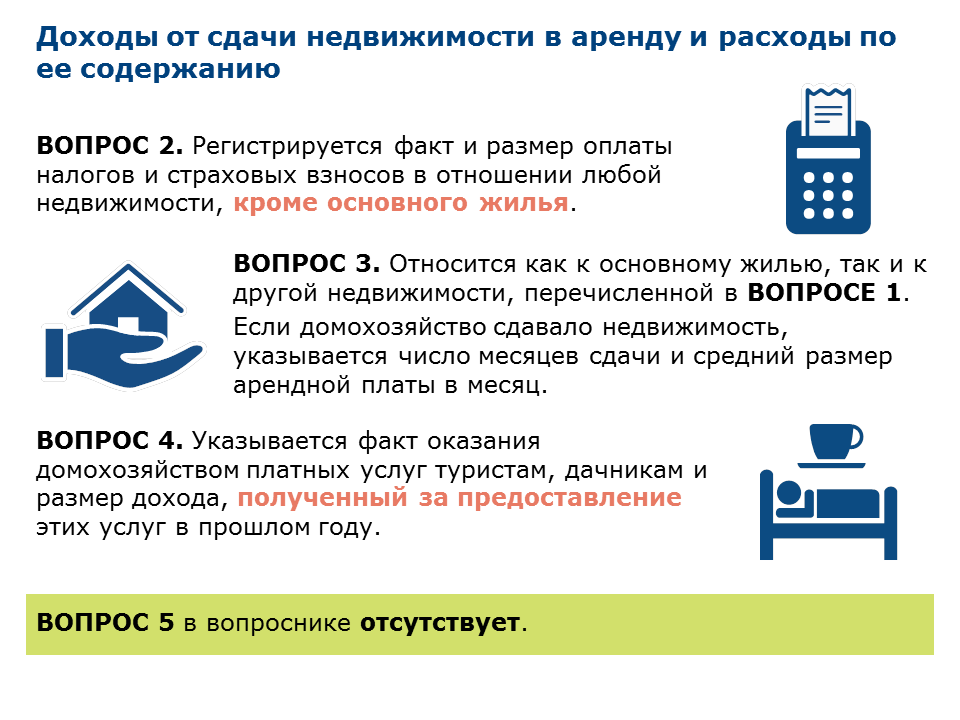 Доходы от сдачи недвижимости в аренду и расходы по
ее содержанию
ВОПРОС 2. Регистрируется факт и размер оплаты
налогов и страховых взносов в отношении любой
недвижимости, кроме основного жилья.
ВОПРОС 3. Относится как к основному жилью, так и к
другой недвижимости, перечисленной в ВОПРОСЕ 1.
Если домохозяйство сдавало недвижимость,
указывается число месяцев сдачи и средний размер
арендной платы в месяц.
ВОПРОС 4. Указывается факт оказания
домохозяйством платных услуг туристам, дачникам и
размер дохода, полученный за предоставление
этих услуг в прошлом году.
ВОПРОС 5 в вопроснике отсутствует.